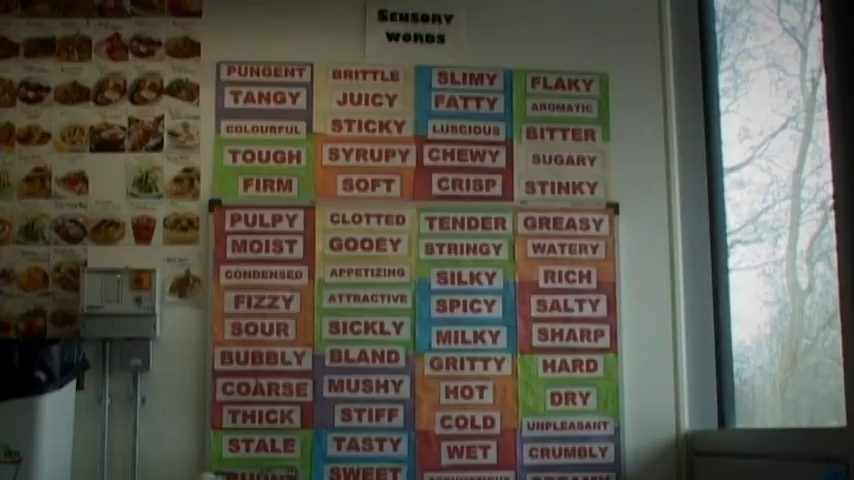 SENSORY
WORDS
PUNGENT BRITTLE SLIMY FLAKY
TANGY JUICY FATTY AROMATIC
COLOURFUL STICKY LUSCIOUS BITTER
TOUGH SYRUPY CHEWY SUGARY
FIRM SOFT CRISP STINKY
PULPY CLOTTED TENDER GREASY
MOIST GOOEY STRINGY WATERY
CONDENSED APPETIZING SILKY RICH
FIZZY ATTRACTIVE SPICY SALTY
SOUR SICKLY MILKY SHARP
BUBBLY BLAND GRITTY HARD
COARSE MUSHY HOT DRY
THICK STIFF COLD UNPLEASANT
STALE TASTY WET CRUMBLY
SWEET